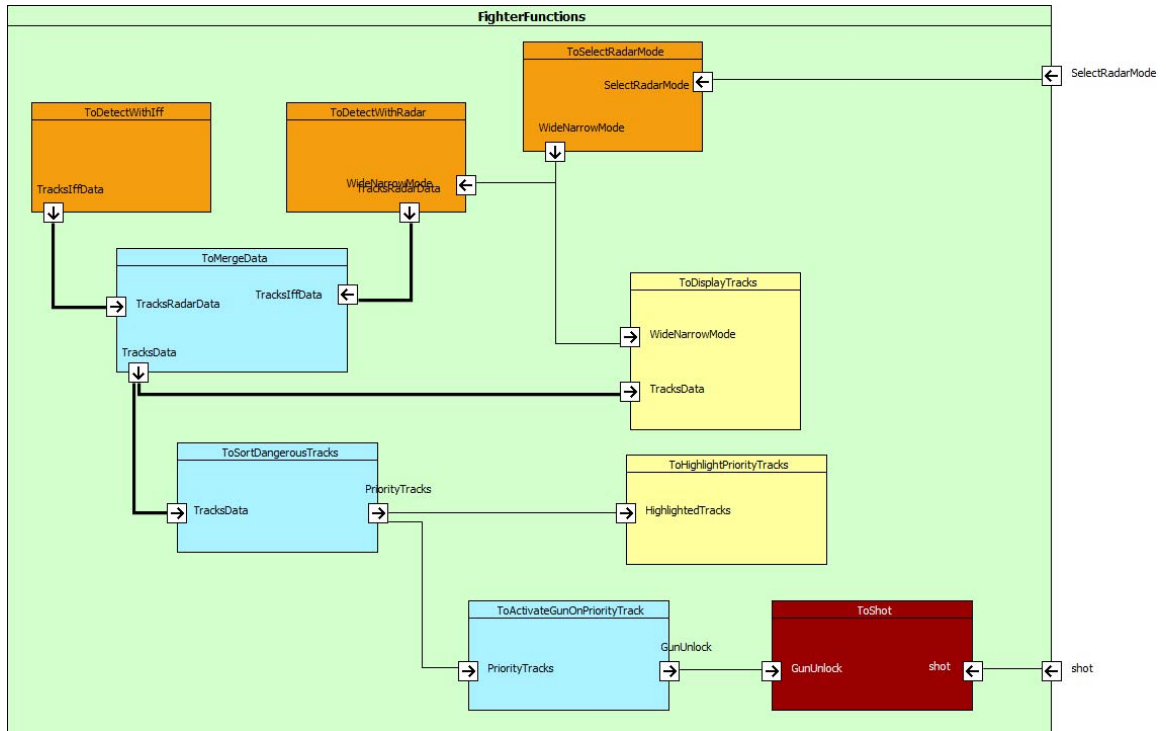 FighterFunctions
ToSelectRadarMode
SelectRadarMode
SelectRadarMode
WideNarrowMode
ToDetectWithIff
TracksIffData
ToDetectWithRadar
WideNarrowMode
TracksRadarData
ToMergeData
TracksRadarData
TracksIffData
TracksData
ToDisplayTracks
WideNarrowMode
TracksData
ToSortDangerousTracks
TracksData
PriorityTracks
ToHighlightPriorityTracks
HighlightedTracks
ToActivateGunOnPriorityTrack
PriorityTracks
GunUnlock
ToShot
GunUnlock
shot
shot